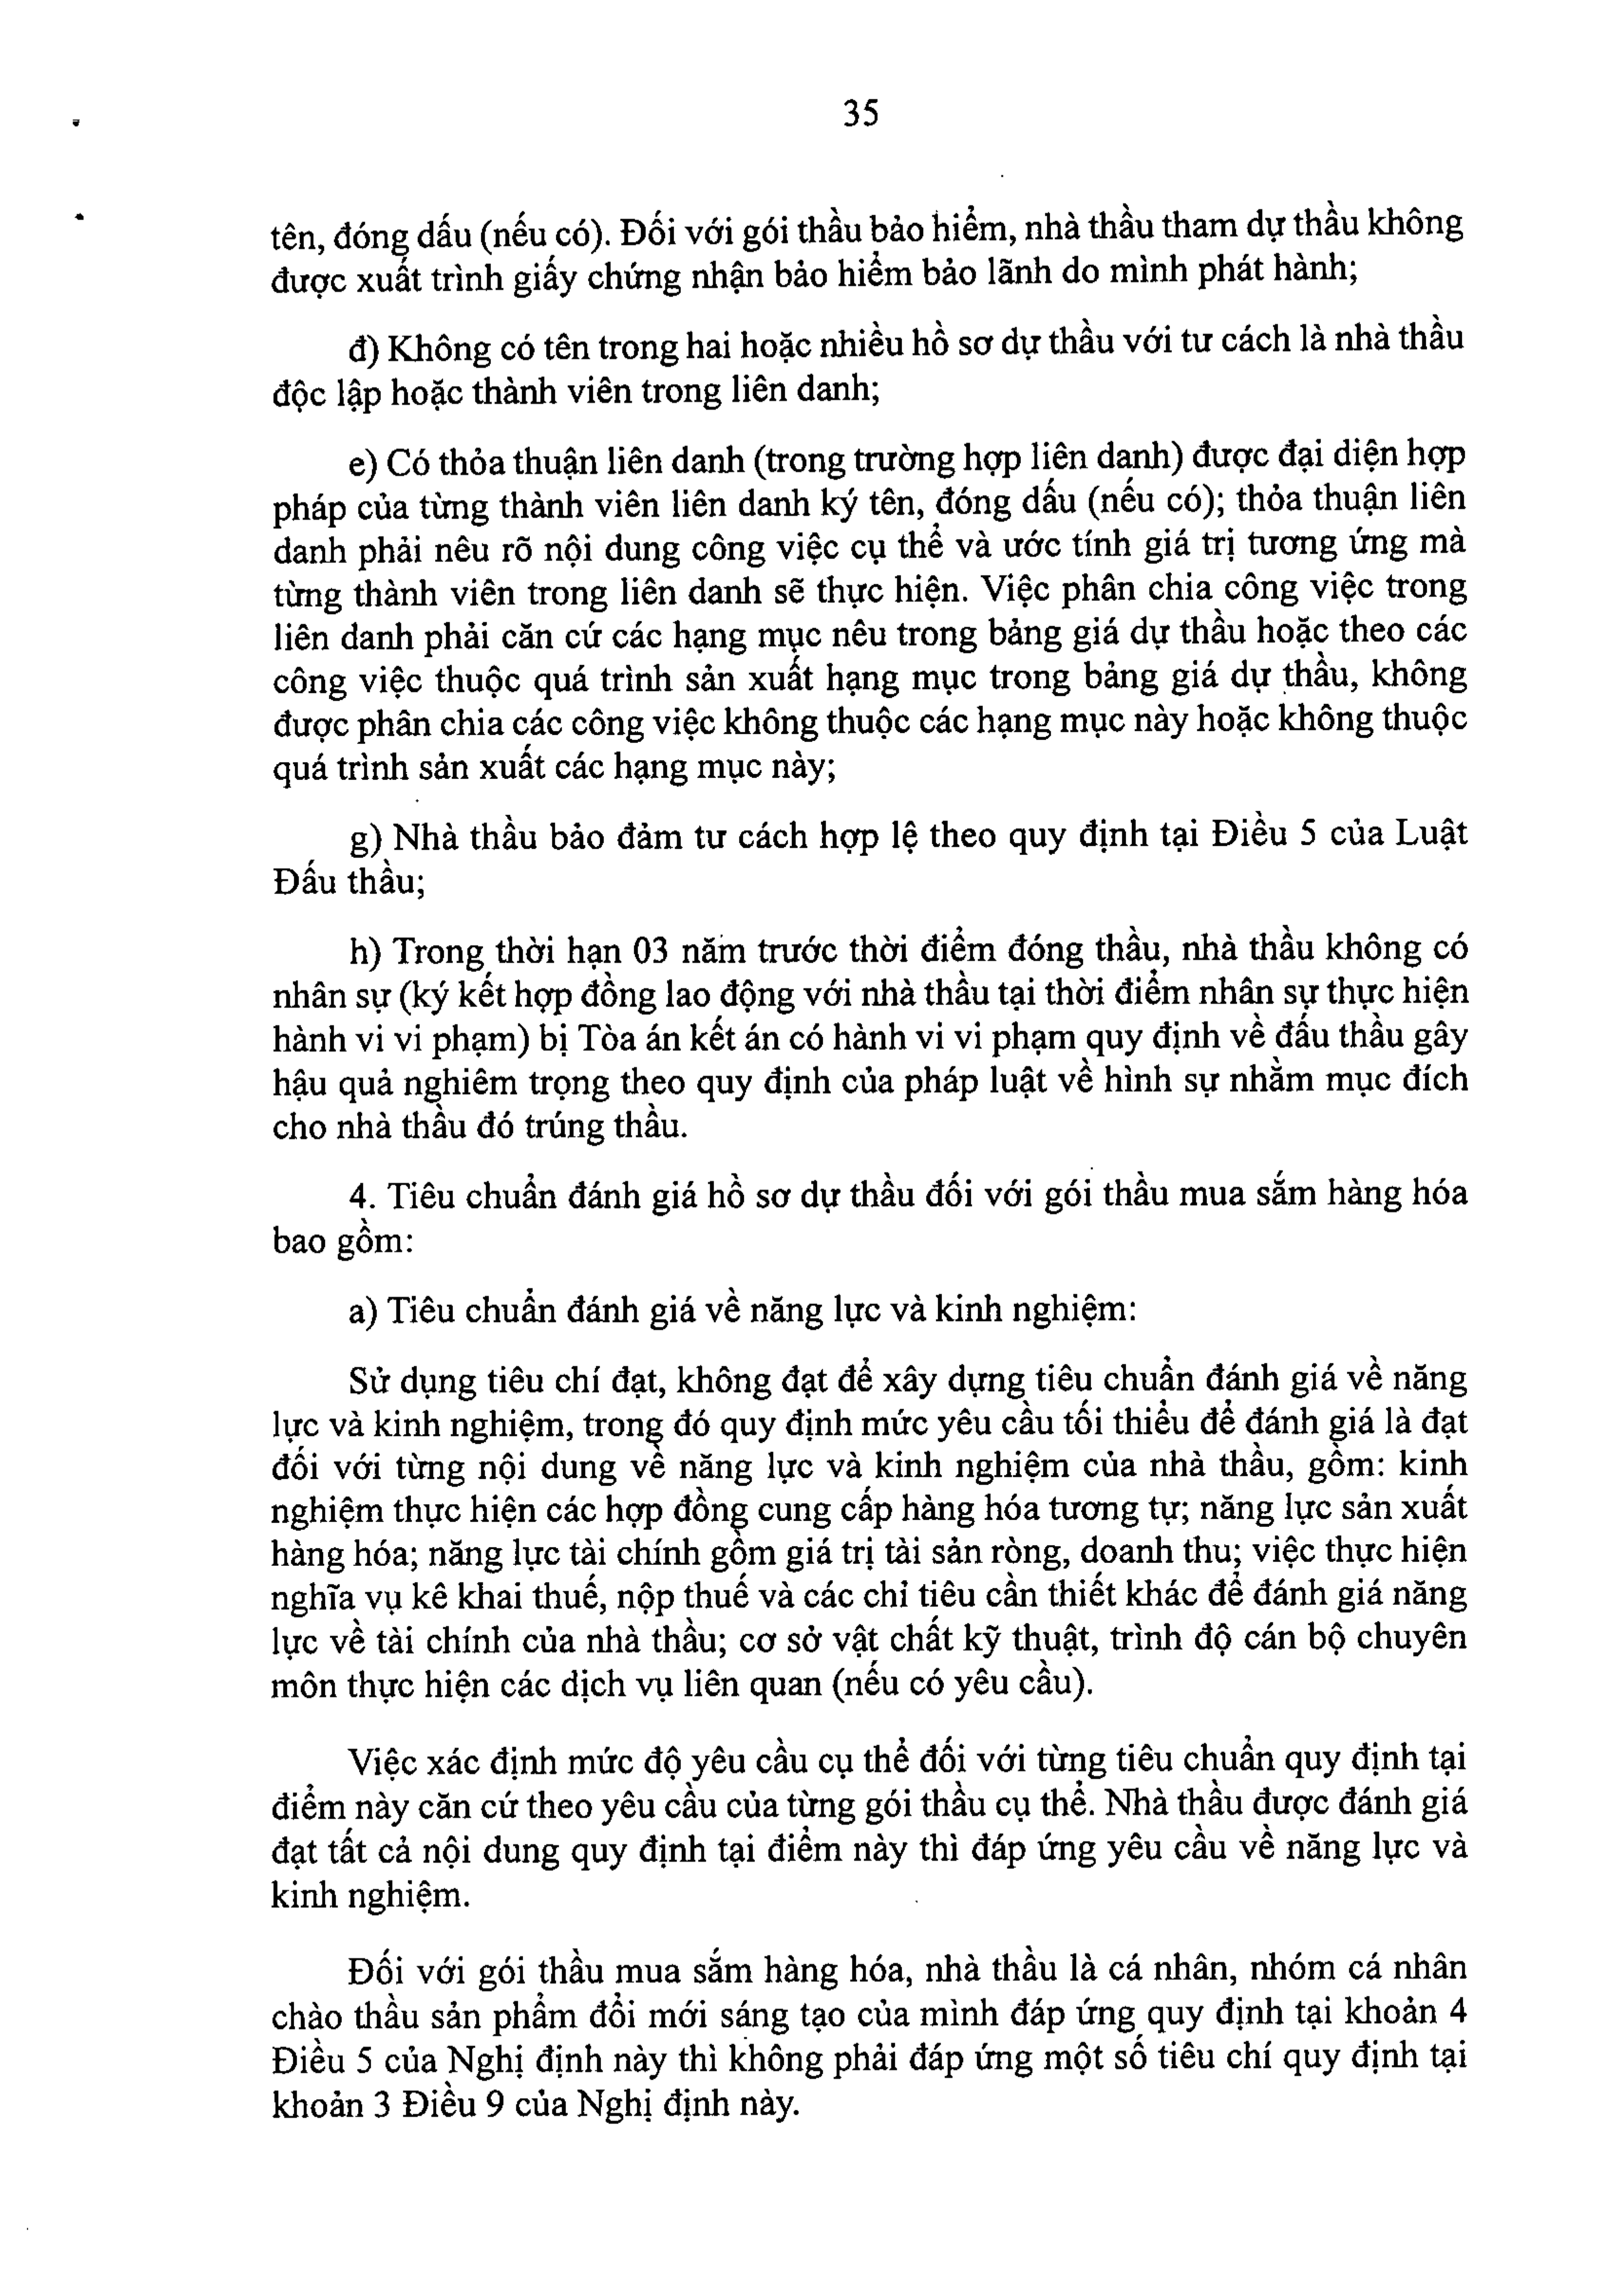 35
tên, đóng dấu (nếu có). Đối với gói thầu bảo hiểm, nhà thầu tham dự thầu không
được xuất trình giấy chứng nhận bảo hiểm bảo lãnh do mình phát hành;
đ) Không có tên trong hai hoặc nhiều hồ sơ dự thầu với tư cách là nhà thầu
độc lập hoặc thành viên trong liên danh;
e) Có thỏa thuận liên danh (trong trường hợp liên danh) được đại diện hợp
pháp của từng thành viên liên danh ký tên, đóng dấu (nếu có); thỏa thuận liên
danh phải nêu rõ nội dung công việc cụ thể và ước tính giá trị tương ứng mà
từng thành viên trong liên danh sẽ thực hiện. Việc phân chia công việc trong
liên danh phải căn cứ các hạng mục nêu trong bảng giá dự thầu hoặc theo các
công việc thuộc quá trình sản xuất hạng mục trong bảng giá dự thầu, không
được phân chia các công việc không thuộc các hạng mục này hoặc không thuộc
quá trình sản xuất các hạng mục này;
g) Nhà thầu bảo đảm tư cách hợp lệ theo quy định tại Điều 5 của Luật
Đấu thầu;
h) Trong thời hạn 03 năm trước thời điểm đóng thầu, nhà thầu không có
nhân sự (ký kết hợp đồng lao động với nhà thầu tại thời điểm nhân sự thực hiện
hành vi vi phạm) bị Tòa án kết án có hành vi vi phạm quy định về đấu thầu gây
hậu quả nghiêm trọng theo quy định của pháp luật về hình sự nhằm mục đích
cho nhà thầu đó trúng thầu.
4. Tiêu chuẩn đánh giá hồ sơ dự thầu đối với gói thầu mua sắm hàng hóa
bao gồm:
a) Tiêu chuẩn đánh giá về năng lực và kinh nghiệm:
Sử dụng tiêu chí đạt, không đạt để xây dựng tiêu chuẩn đánh giá về năng
lực và kinh nghiệm, trong đó quy định mức yêu cầu tối thiểu để đánh giá là đạt
đối với từng nội dung về năng lực và kinh nghiệm của nhà thầu, gồm: kinh
nghiệm thực hiện các hợp đồng cung cấp hàng hóa tương tự; năng lực sản xuất
hàng hóa; năng lực tài chính gồm giá trị tài sản ròng, doanh thu; việc thực hiện
nghĩa vụ kê khai thuế, nộp thuế và các chỉ tiêu cần thiết khác để đánh giá năng
lực về tài chính của nhà thầu; cơ sở vật chất kỹ thuật, trình độ cán bộ chuyên
môn thực hiện các dịch vụ liên quan (nếu có yêu cầu).
Việc xác định mức độ yêu cầu cụ thể đối với từng tiêu chuẩn quy định tại
điểm này căn cứ theo yêu cầu của từng gói thầu cụ thể. Nhà thầu được đánh giá
đạt tất cả nội dung quy định tại điểm này thì đáp ứng yêu cầu về năng lực và
kinh nghiệm.
Đối với gói thầu mua sắm hàng hóa, nhà thầu là cá nhân, nhóm cá nhân
chào thầu sản phẩm đổi mới sáng tạo của mình đáp ứng quy định tại khoản 4
Điều 5 của Nghị định này thì không phải đáp ứng một số tiêu chí quy định tại
khoản 3 Điều 9 của Nghị định này.